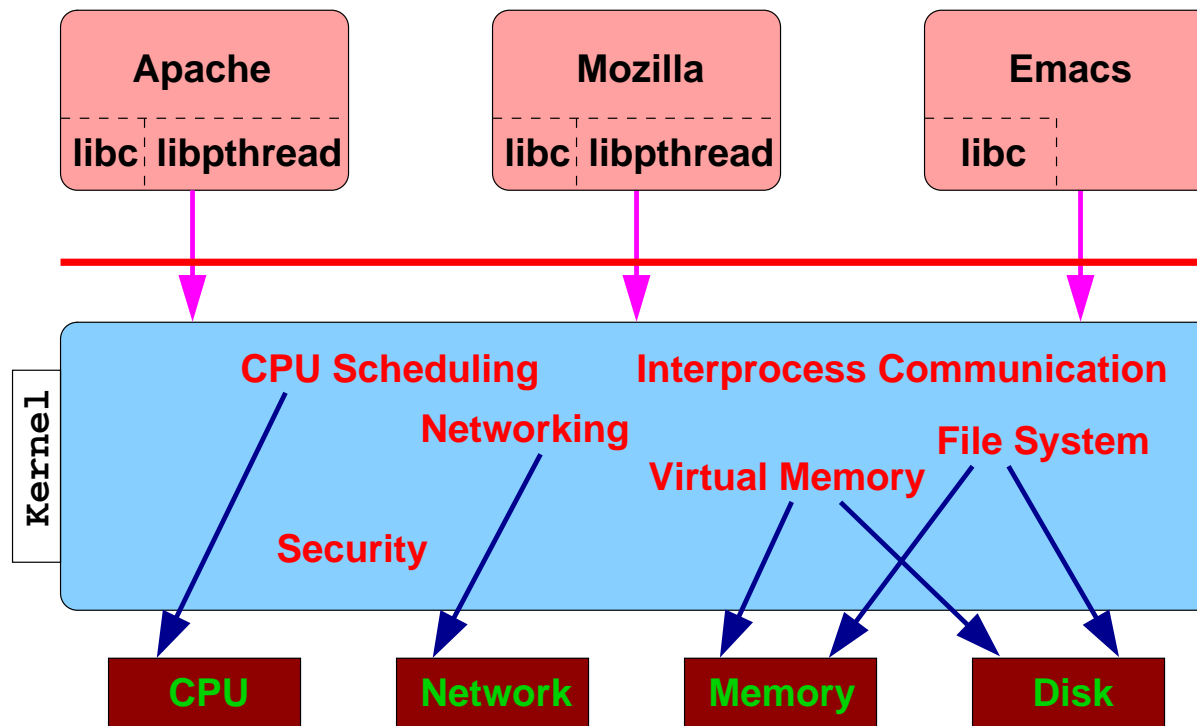 Apache
Mozilla
Emacs
libc libpthread
libc libpthread
libc
Kernel
CPU Scheduling
Interprocess Communication
Networking
File System
Virtual Memory
Security
CPU
Network
Memory
Disk